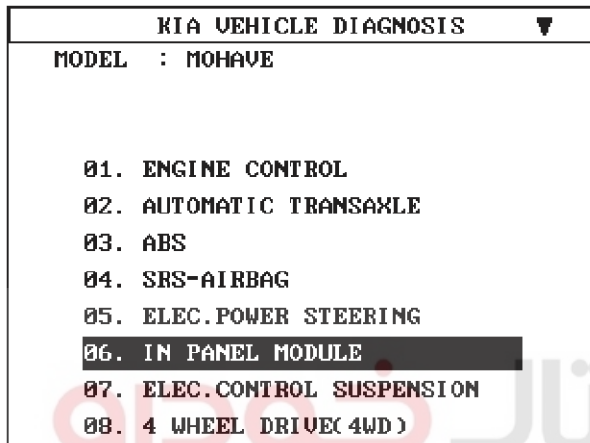 KIA VEHICLE DIAGNOSIS ▼
MODEL : MOHAVE
01. ENGINE CONTROL
02. AUTOMATIC TRANSAXLE
03. ABS
04. SRS-AIRBAG
05. ELEC.POWER STEERING
06. IN PANEL MODULE
07. ELEC.CONTROL SUSPENSION
08. 4 WHEEL DRIVE(4WD)